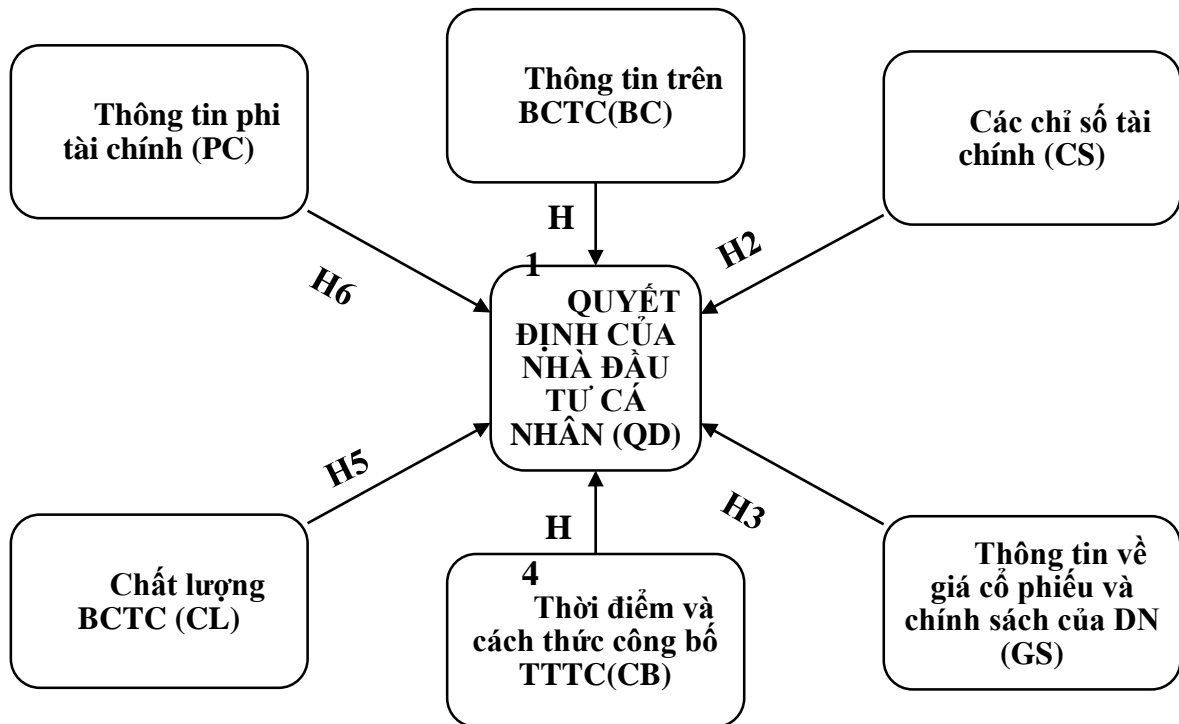 Thông tin phi
tài chính (PC)
Thông tin trên
BCTC(BC)
Các chỉ số tài
chính (CS)
H6
H
1
H2
QUYẾT
ĐỊNH CỦA
NHÀ ĐẦU
TƯ CÁ
NHÂN (QD)
H5
H
4
H3
Chất lượng
BCTC (CL)
Thời điểm và
cách thức công bố
TTTC(CB)
Thông tin về
giá cổ phiếu và
chính sách của DN
(GS)